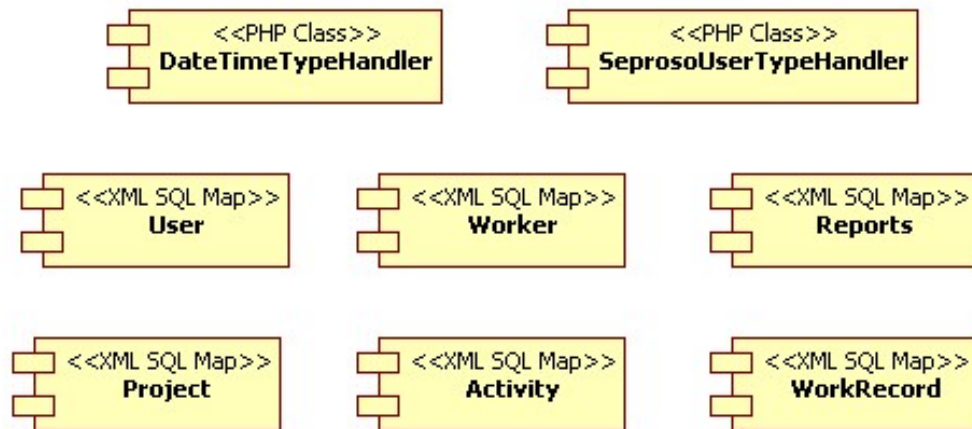 <<PHP Class>>
DateTimeTypeHandler
<<PHP Class>>
SeprosoUserTypeHandler
<<XML SQL Map>>
User
<<XML SQL Map>>
Worker
<<XML SQL Map>>
Reports
<<XML SQL Map>>
Project
<<XML SQL Map>>
Activity
<<XML SQL Map>>
WorkRecord